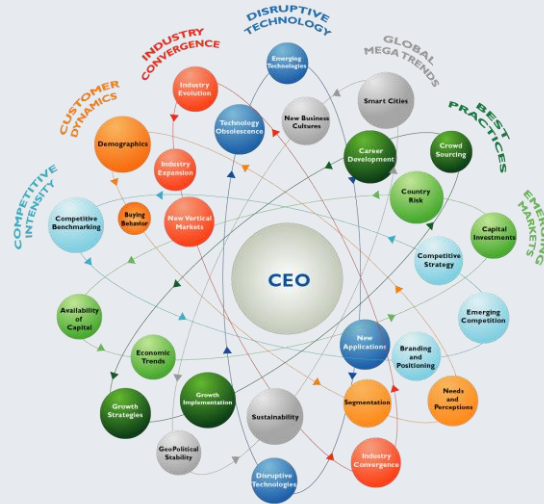 DISRUPTIVE
TECHNOLOGY
INDUSTRY
CONVERGENCE
GLOBAL
MEGA TRENDS
CUSTOMER
DYNAMICS
BEST
PRACTICES
COMPETITIVE
INTENSITY
EMERGING
MARKETS
Emerging
Technologies
Industry
Evolution
Smart Cities
Technology
Obsolescence
New Business
Cultures
Demographics
Career
Development
Crowd
Sourcing
Industry
Expansion
Country
Risk
Competitive
Benchmarking
Buying
Behavior
New Vertical
Markets
Capital
Investments
Competitive
Strategy
CEO
Availability
of
Capital
Emerging
Competition
Economic
Trends
New
Applications
Branding
and
Positioning
Growth
Strategies
Growth
Implementation
Sustainability
Segmentation
Needs
and
Perceptions
GeoPolitical
Stability
Industry
Convergence
Disruptive
Technologies